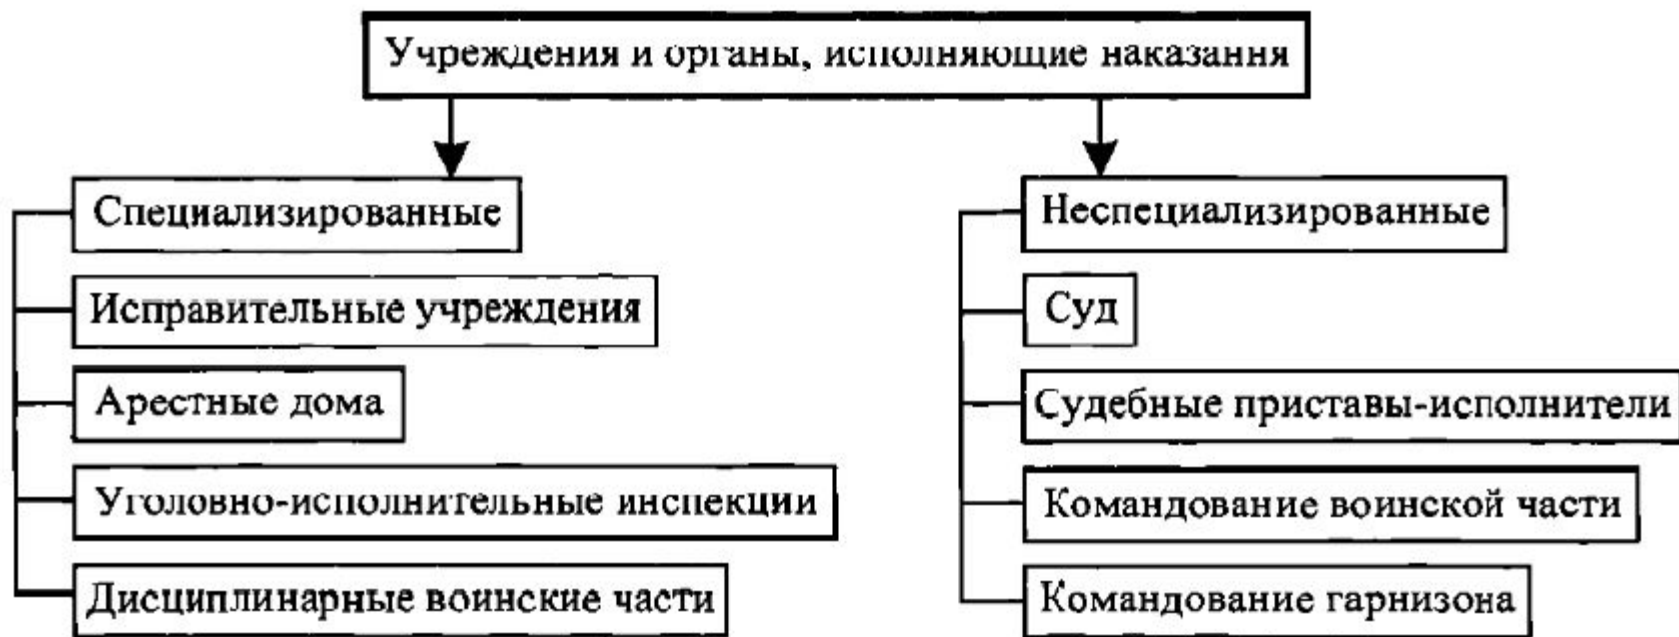 Учреждения и органы, исполняющие наказання
Специализированные
Исправительные учреждения
Арестные дома
Уголовно-исполнительные инспекции
Дисциплинарные воинские части
Неспециализированные
Суд
Судебные приставы-исполнители
Командование воинской части
Командование гарнизона